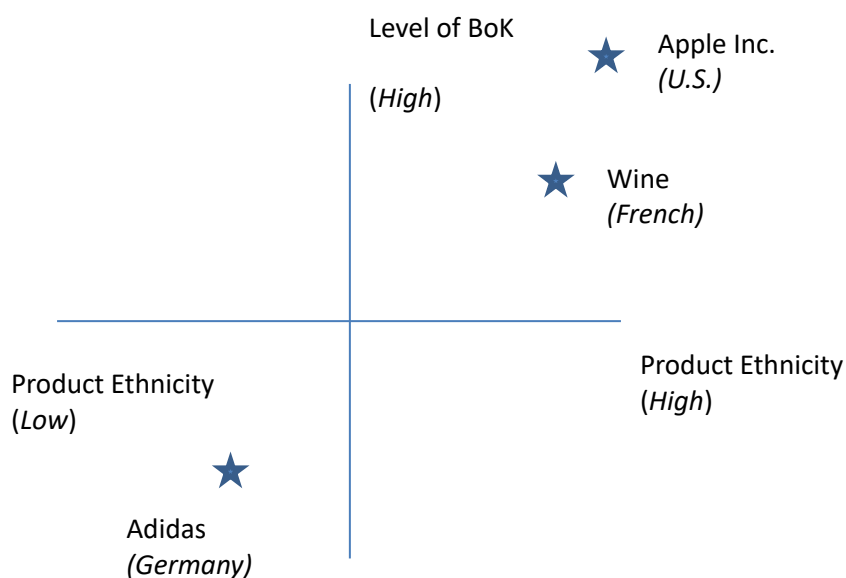 Level of BoK
(High)
Apple Inc.
(U.S.)
Wine
(French)
Product Ethnicity
(High)
Product Ethnicity
(Low)
Adidas
(Germany)